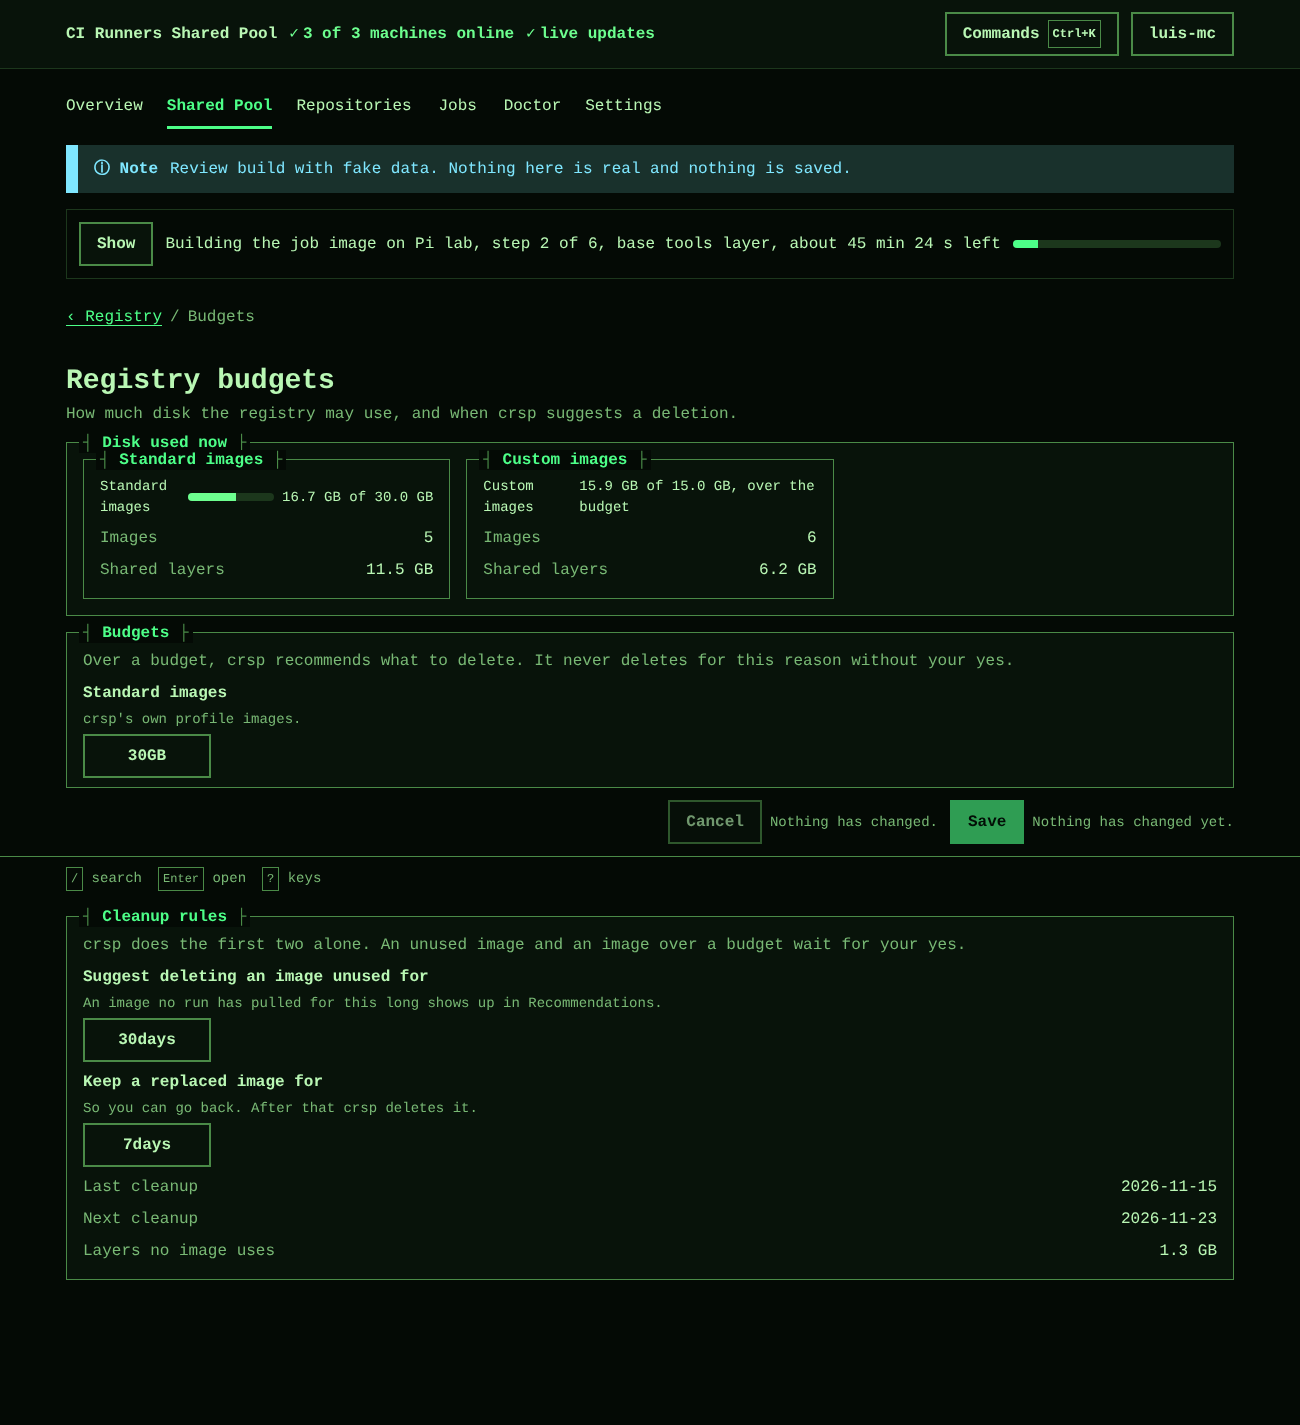 CI Runners Shared Pool ✓ 3 of 3 machines online ✓ live updates Commands Ctrl+K luis-mc
Overview Shared Pool Repositories Jobs Doctor Settings
ⓘ Note Review build with fake data. Nothing here is real and nothing is saved.
Show Building the job image on Pi lab, step 2 of 6, base tools layer, about 45 min 24 s left
‹ Registry / Budgets
Registry budgets
How much disk the registry may use, and when crsp suggests a deletion.
Disk used now
Standard images
Standard images 16.7 GB of 30.0 GB
Images 5
Shared layers 11.5 GB
Custom images
Custom images 15.9 GB of 15.0 GB, over the budget
Images 6
Shared layers 6.2 GB
Budgets
Over a budget, crsp recommends what to delete. It never deletes for this reason without your yes.
Standard images
crsp's own profile images.
30GB
Cancel Nothing has changed. Save Nothing has changed yet.
/ search Enter open ? keys
Cleanup rules
crsp does the first two alone. An unused image and an image over a budget wait for your yes.
Suggest deleting an image unused for
An image no run has pulled for this long shows up in Recommendations.
30days
Keep a replaced image for
So you can go back. After that crsp deletes it.
7days
Last cleanup 2026-11-15
Next cleanup 2026-11-23
Layers no image uses 1.3 GB